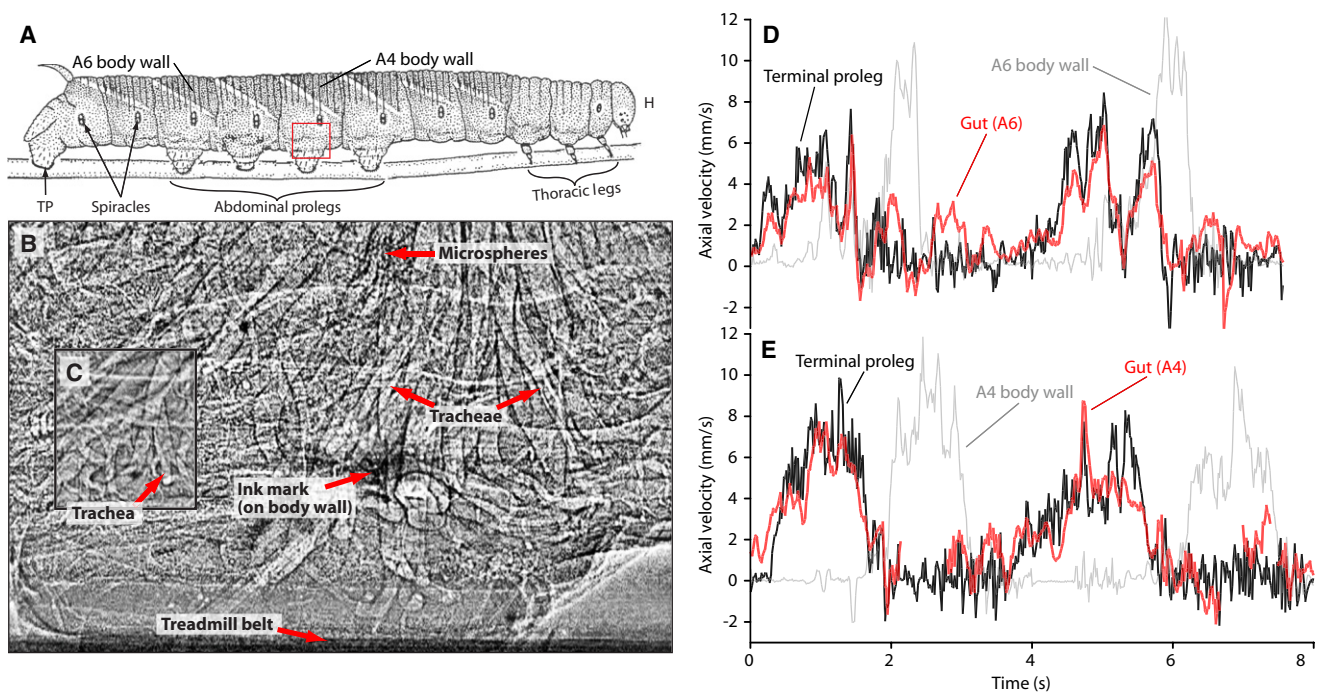 A
A6 body wall
A4 body wall
H
TP
Spiracles
Abdominal prolegs
Thoracic legs
B
Microspheres
C
Tracheae
Trachea
Ink mark
(on body wall)
Treadmill belt
D
12
10
8
6
4
2
0
-2
Axial velocity (mm/s)
Terminal proleg
A6 body wall
Gut (A6)
E
12
10
8
6
4
2
0
-2
Axial velocity (mm/s)
Terminal proleg
A4 body wall
Gut (A4)
0
2
4
6
8
Time (s)